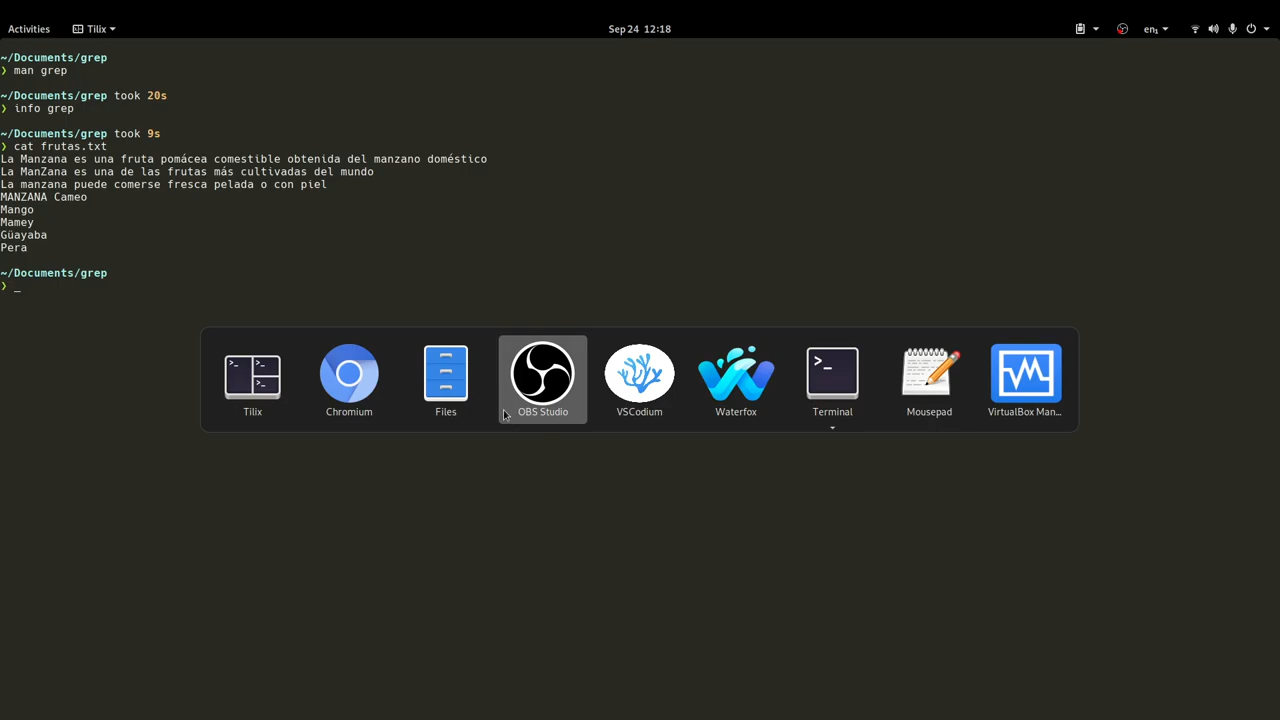 Activities Tilix Sep 24 12:18 en₁
~/Documents/grep
❯ man grep
~/Documents/grep took 20s
❯ info grep
~/Documents/grep took 9s
❯ cat frutas.txt
La Manzana es una fruta pomácea comestible obtenida del manzano doméstico
La ManZana es una de las frutas más cultivadas del mundo
La manzana puede comerse fresca pelada o con piel
MANZANA Cameo
Mango
Mamey
Güayaba
Pera
~/Documents/grep
❯ _
Tilix Chromium Files OBS Studio VSCodium Waterfox Terminal Mousepad VirtualBox Man...